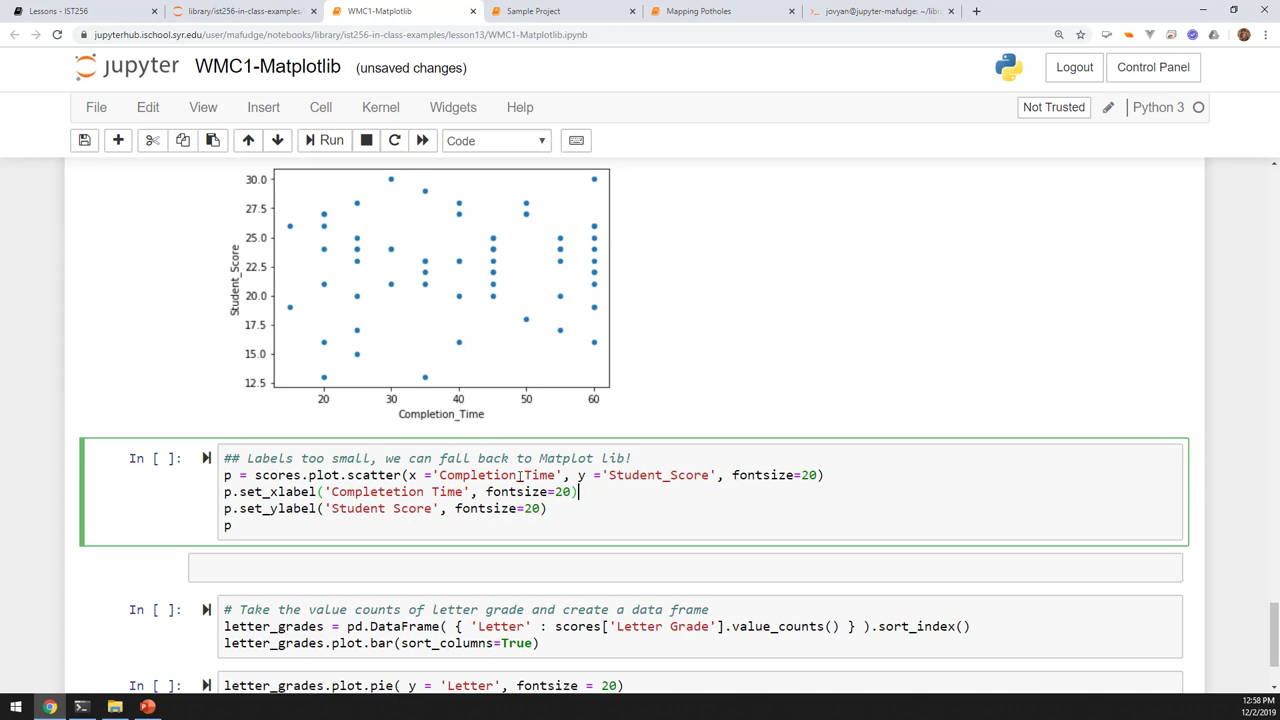 Lessons - IST256
library/ist256-in-class-examples/
WMC1-Matplotlib
Sample Project
Mapping Potholes
jovyan@jupyter-mafudge: ~/libr
jupyterhub.ischool.syr.edu/user/mafudge/notebooks/library/ist256-in-class-examples/lesson13/WMC1-Matplotlib.ipynb
jupyter WMC1-Matplotlib (unsaved changes)
Logout
Control Panel
File Edit View Insert Cell Kernel Widgets Help
Not Trusted
Python 3
Run
Code
30.0
27.5
25.0
22.5
20.0
17.5
15.0
12.5
Student_Score
20 30 40 50 60
Completion_Time
In [ ]:
## Labels too small, we can fall back to Matplot lib!
p = scores.plot.scatter(x ='Completion_Time', y ='Student_Score', fontsize=20)
p.set_xlabel('Completetion Time', fontsize=20)
p.set_ylabel('Student Score', fontsize=20)
p
In [ ]:
# Take the value counts of letter grade and create a data frame
letter_grades = pd.DataFrame( { 'Letter' : scores['Letter Grade'].value_counts() } ).sort_index()
letter_grades.plot.bar(sort_columns=True)
In [ ]:
letter_grades.plot.pie( y = 'Letter', fontsize = 20)
12:58 PM
12/2/2019